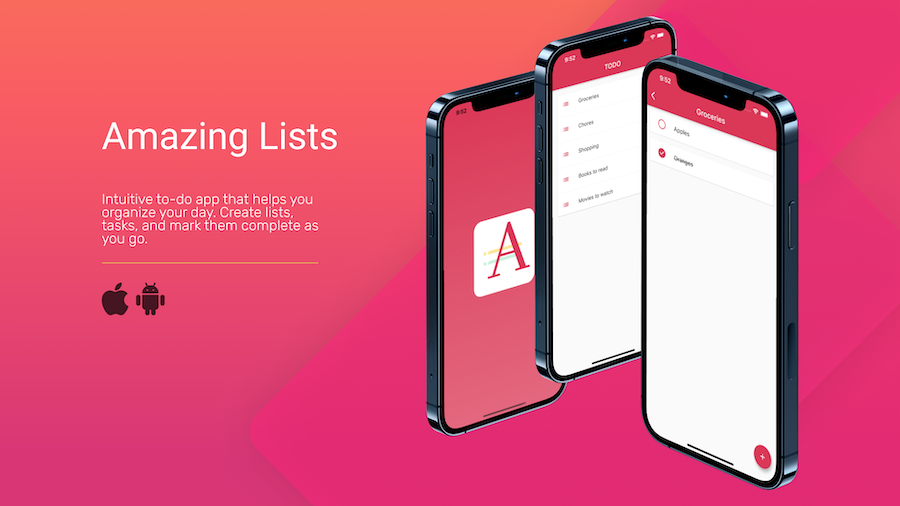 Amazing Lists
Intuitive to-do app that helps you
organize your day. Create lists,
tasks, and mark them complete as
you go.
9:52
A
9:52
TODO
Groceries
Chores
Shopping
Books to read
Movies to watch
9:52
Groceries
Apples
Oranges
+